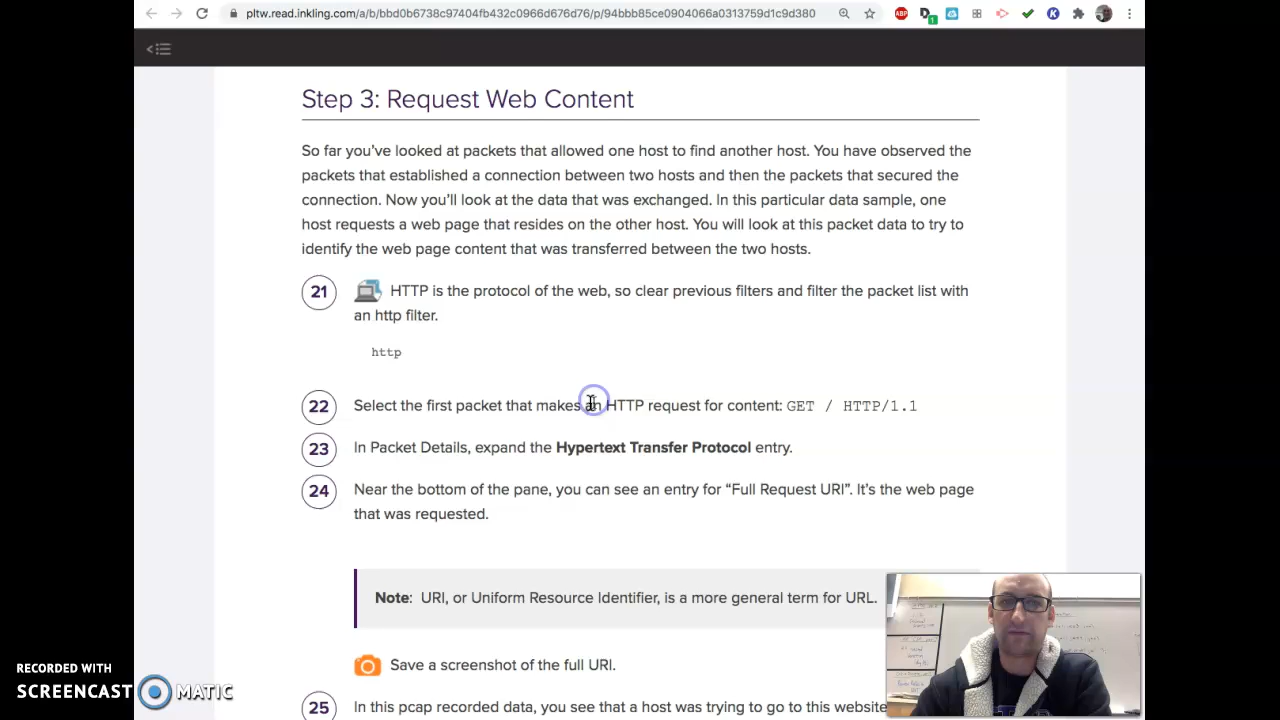 pltw.read.inkling.com/a/b/bbd0b6738c97404fb432c0966d676d76/p/94bbb85ce0904066a0313759d1c9d380
ABP
D
1
K
Step 3: Request Web Content
So far you've looked at packets that allowed one host to find another host. You have observed the
packets that established a connection between two hosts and then the packets that secured the
connection. Now you'll look at the data that was exchanged. In this particular data sample, one
host requests a web page that resides on the other host. You will look at this packet data to try to
identify the web page content that was transferred between the two hosts.
21 HTTP is the protocol of the web, so clear previous filters and filter the packet list with
an http filter.
http
22 Select the first packet that makes an HTTP request for content: GET / HTTP/1.1
23 In Packet Details, expand the Hypertext Transfer Protocol entry.
24 Near the bottom of the pane, you can see an entry for “Full Request URI”. It's the web page
that was requested.
Note: URI, or Uniform Resource Identifier, is a more general term for URL.
Save a screenshot of the full URI.
25 In this pcap recorded data, you see that a host was trying to go to this website
RECORDED WITH
SCREENCAST MATIC